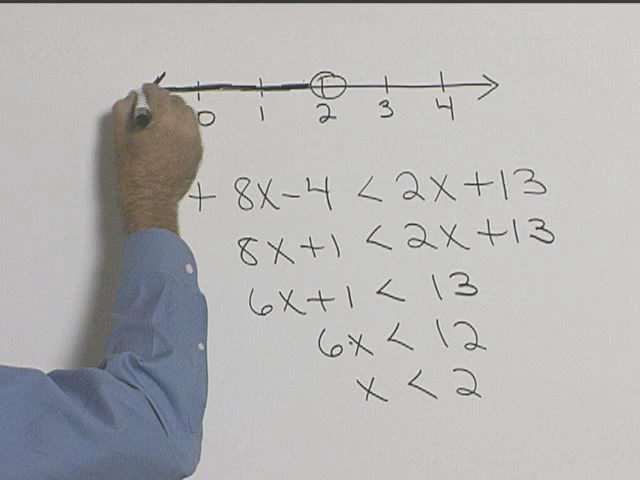 0 1 2 3 4
+ 8x - 4 < 2x + 13
8x + 1 < 2x + 13
6x + 1 < 13
6x < 12
x < 2